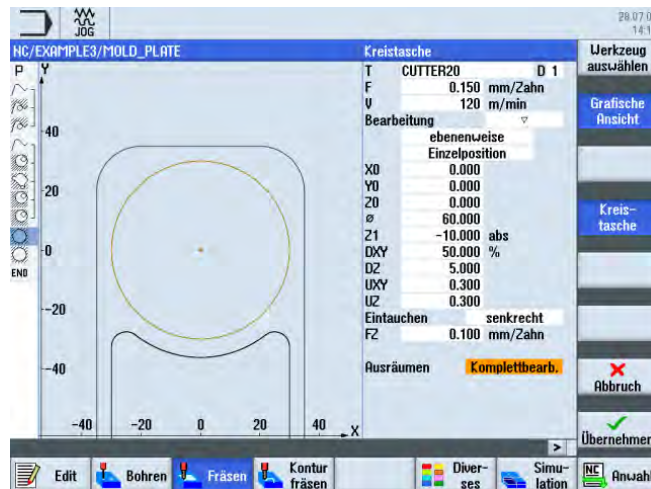 JOG
28.07.0
14:1
NC/EXAMPLE3/MOLD_PLATE
Kreistasche
Werkzeug
auswählen
P
Y
T CUTTER20 D 1
F 0.150 mm/Zahn
V 120 m/min
Bearbeitung ▽
ebenenweise
Einzelposition
X0 0.000
Y0 0.000
Z0 0.000
ø 60.000
Z1 -10.000 abs
DXY 50.000 %
DZ 5.000
UXY 0.300
UZ 0.300
Eintauchen senkrecht
FZ 0.100 mm/Zahn
Ausräumen Komplettbearb.
40
20
0
-20
-40
END
-40 -20 0 20 40 X
Grafische
Ansicht
Kreis-
tasche
Abbruch
Übernehmen
>
Edit
Bohren
Fräsen
Kontur
fräsen
Diver-
ses
Simu-
lation
NC Anwahl